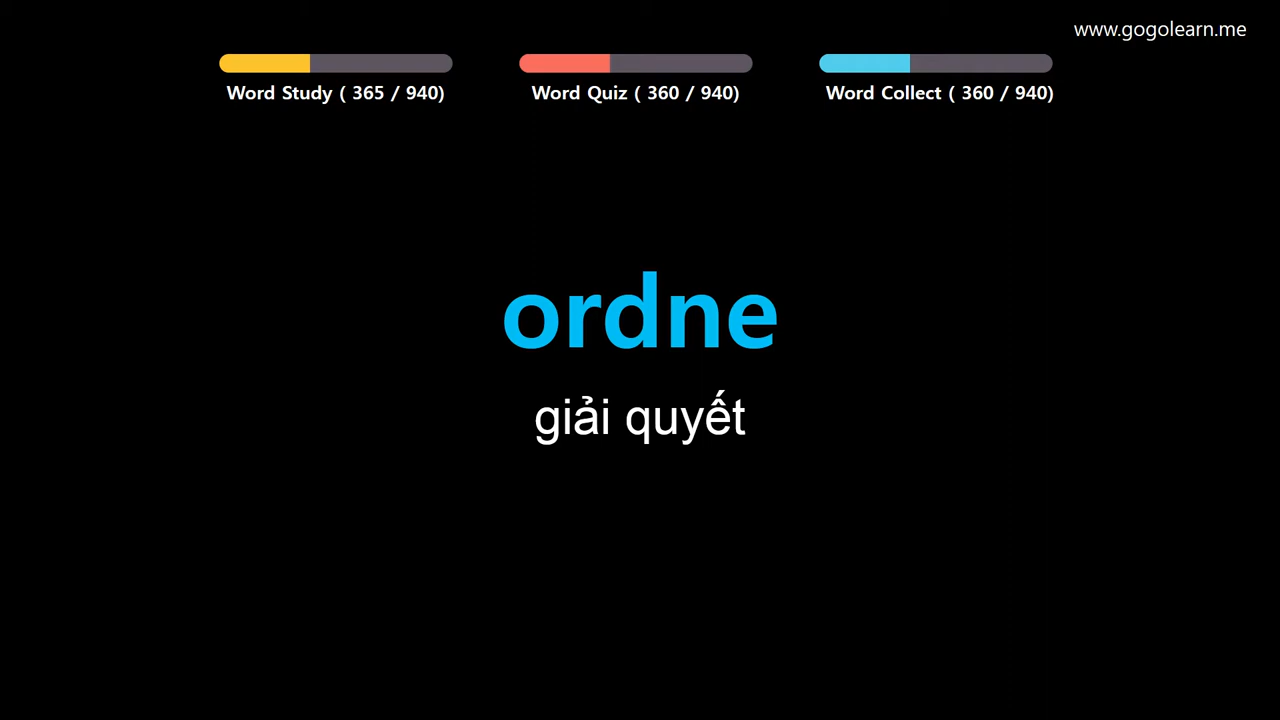 www.gogolearn.me
Word Study ( 365 / 940)
Word Quiz ( 360 / 940)
Word Collect ( 360 / 940)
ordne
giải quyết